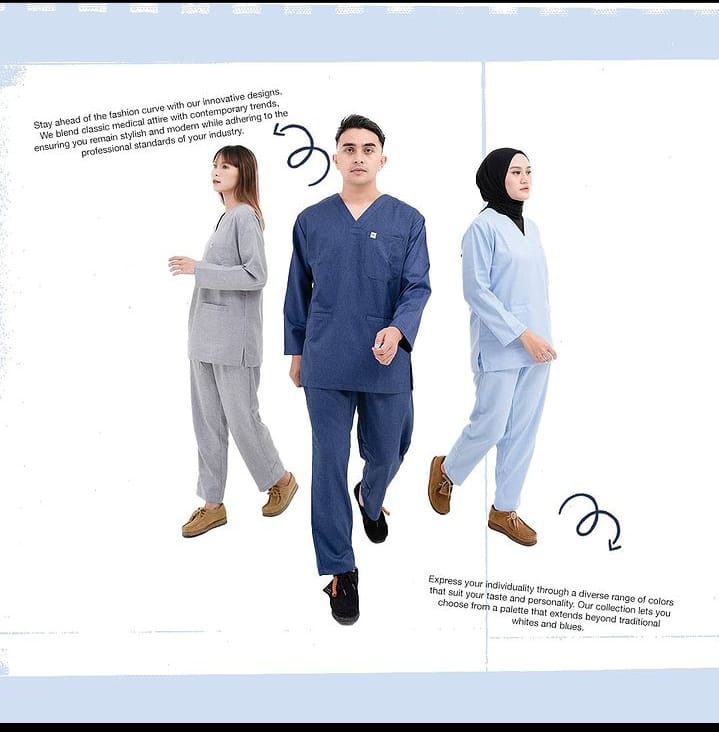 Stay ahead of the fashion curve with our innovative designs.
We blend classic medical attire with contemporary trends,
ensuring you remain stylish and modern while adhering to the
professional standards of your industry.
Express your individuality through a diverse range of colors
that suit your taste and personality. Our collection lets you
choose from a palette that extends beyond traditional
whites and blues.